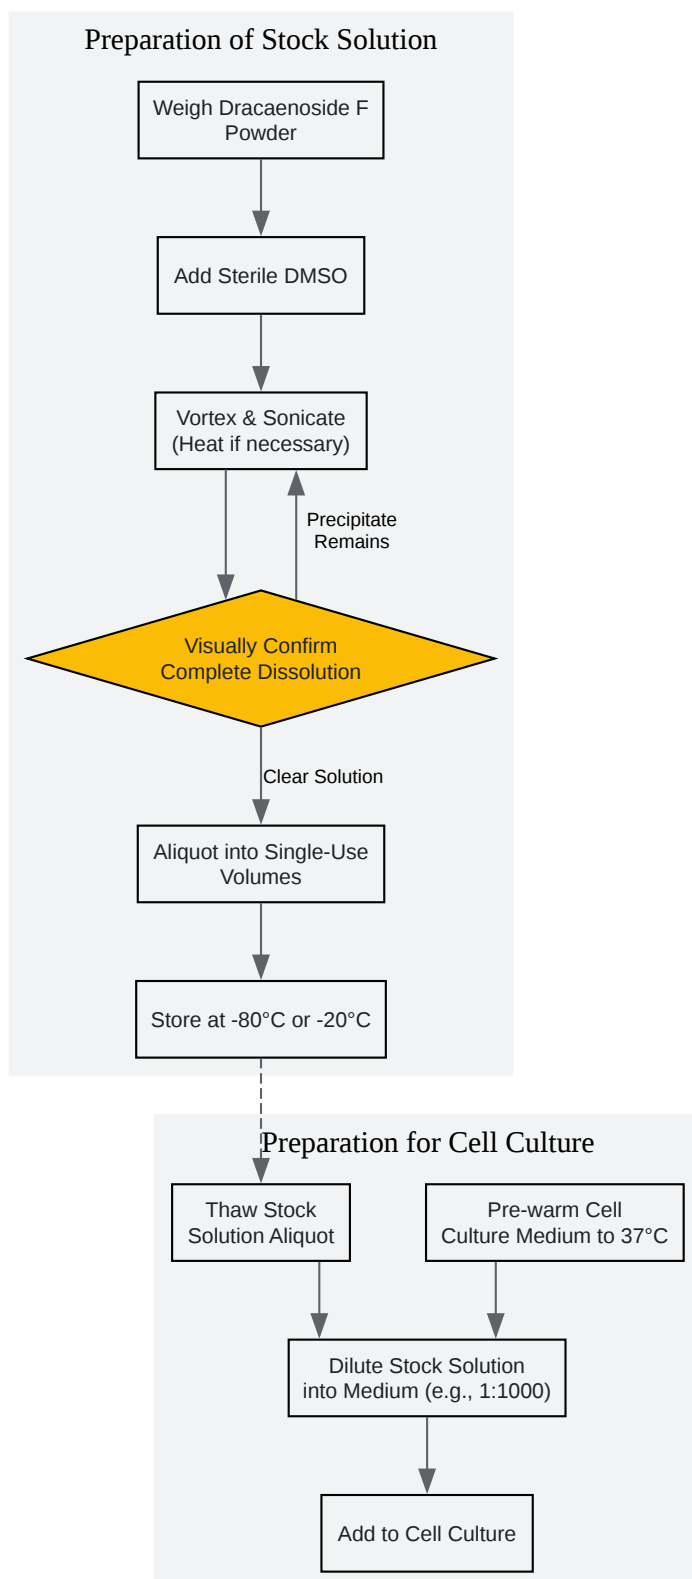 Preparation of Stock Solution
Weigh Dracaenoside F
Powder
Add Sterile DMSO
Vortex & Sonicate
(Heat if necessary)
Precipitate
Remains
Visually Confirm
Complete Dissolution
Clear Solution
Aliquot into Single-Use
Volumes
Store at -80°C or -20°C
Preparation for Cell Culture
Thaw Stock
Solution Aliquot
Pre-warm Cell
Culture Medium to 37°C
Dilute Stock Solution
into Medium (e.g., 1:1000)
Add to Cell Culture